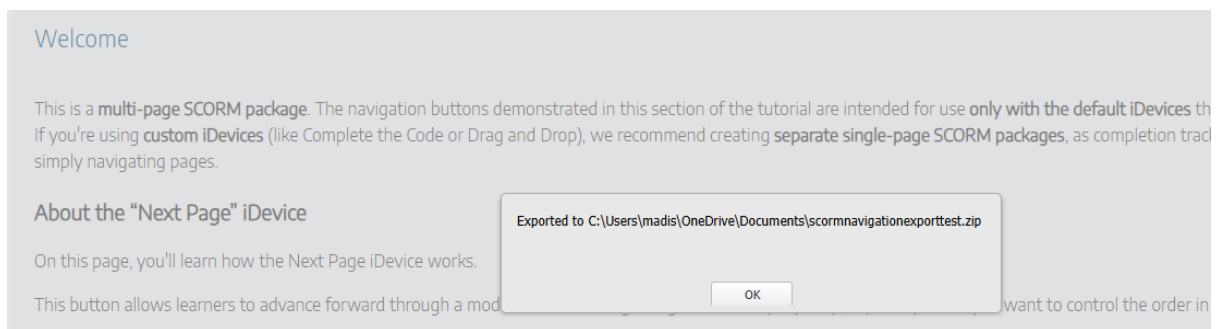 Welcome
This is a multi-page SCORM package. The navigation buttons demonstrated in this section of the tutorial are intended for use only with the default iDevices
If you're using custom iDevices (like Complete the Code or Drag and Drop), we recommend creating separate single-page SCORM packages, as completion
simply navigating pages.
About the “Next Page” iDevice
Exported to C:\Users\madis\OneDrive\Documents\scormnavigationexporttest.zip
On this page, you'll learn how the Next Page iDevice works.
OK
This button allows learners to advance forward through a want to control the order in